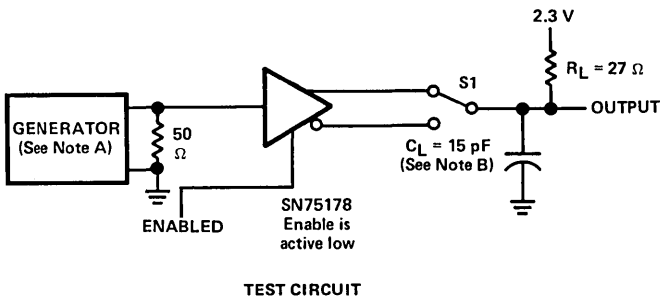 2.3 V
S1
R_L = 27 Ω
OUTPUT
GENERATOR
(See Note A)
50
Ω
C_L = 15 pF
(See Note B)
SN75178
Enable is
active low
ENABLED
TEST CIRCUIT